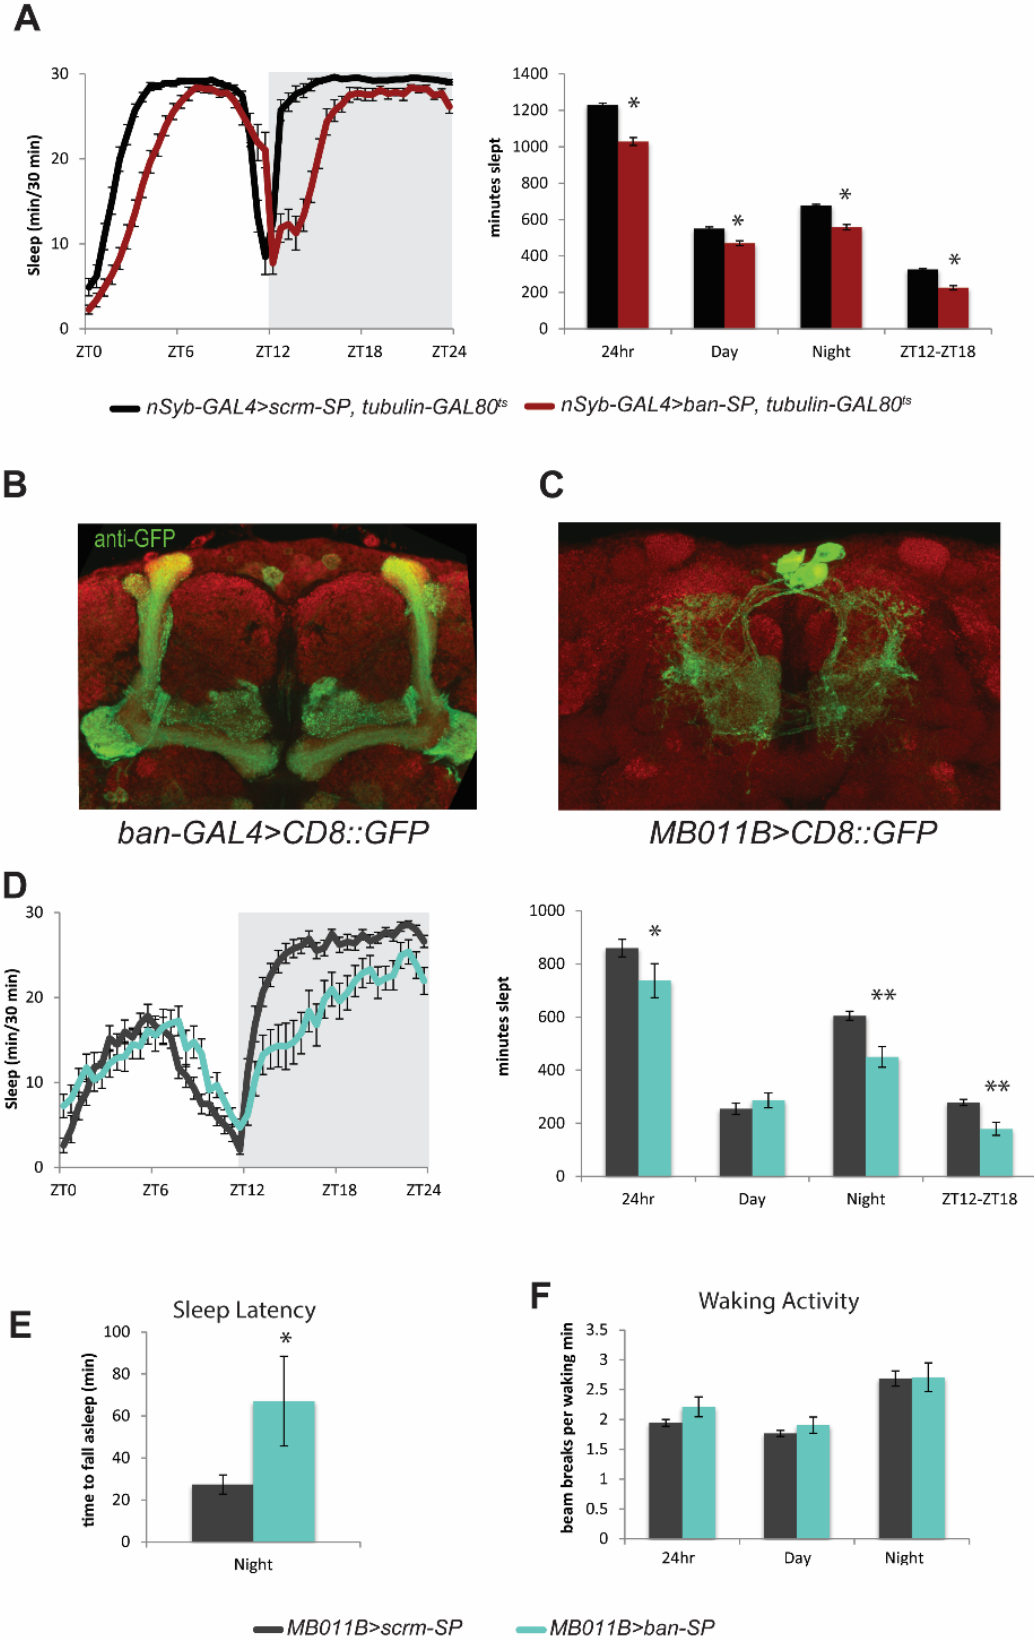 A
Sleep (min/30 min)
30
20
10
0
ZT0 ZT6 ZT12 ZT18 ZT24
minutes slept
1400
1200
1000
800
600
400
200
0
*
*
*
*
24hr Day Night ZT12-ZT18
nSyb-GAL4>scrm-SP, tubulin-GAL80ts nSyb-GAL4>ban-SP, tubulin-GAL80ts
B
anti-GFP
ban-GAL4>CD8::GFP
C
MB011B>CD8::GFP
D
Sleep (min/30 min)
30
20
10
0
ZT0 ZT6 ZT12 ZT18 ZT24
minutes slept
1000
800
600
400
200
0
*
**
**
24hr Day Night ZT12-ZT18
E
Sleep Latency
time to fall asleep (min)
100
80
60
40
20
0
*
Night
F
Waking Activity
beam breaks per waking min
3.5
3
2.5
2
1.5
1
0.5
0
24hr Day Night
MB011B>scrm-SP MB011B>ban-SP